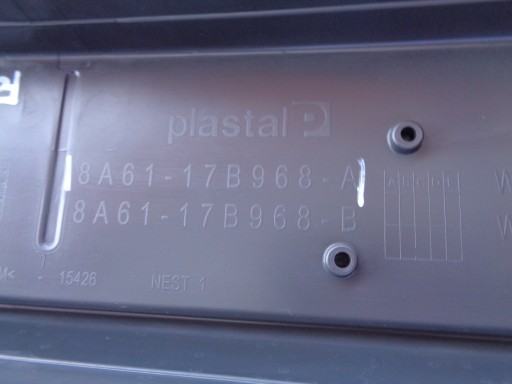 plastal P
8A61-17B968-A
8A61-17B968-B
A B C D E
M< - 15426 NEST 1